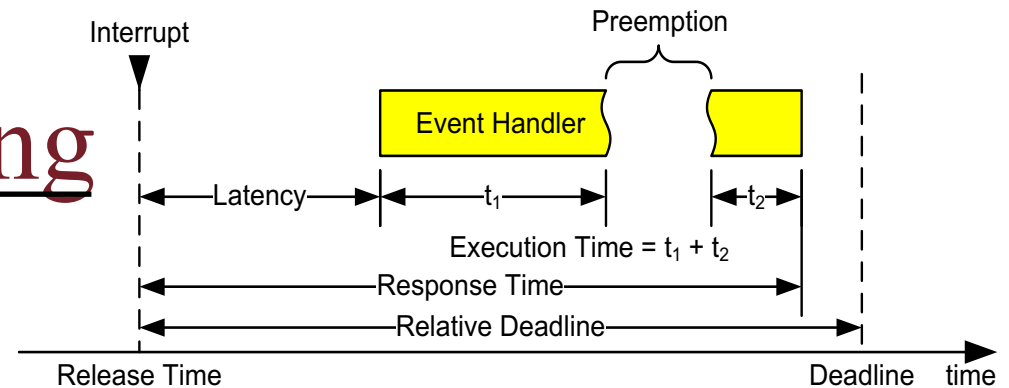 Preemption
Interrupt
Event Handler
Latency
t₁
t₂
Execution Time = t₁ + t₂
Response Time
Relative Deadline
Release Time
Deadline
time